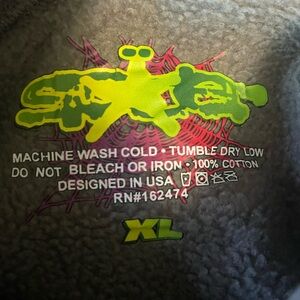 MACHINE WASH COLD • TUMBLE DRY LOW
DO NOT BLEACH OR IRON • 100% COTTON
DESIGNED IN USA
RN#162474
XL